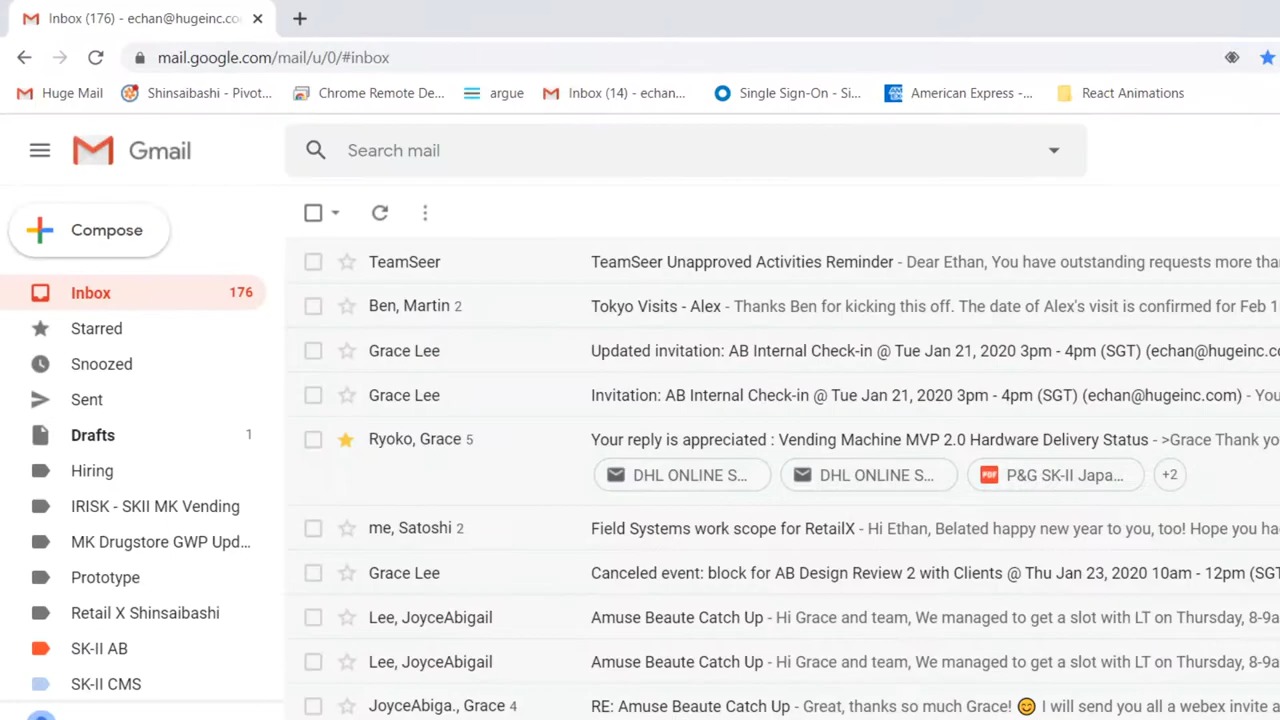 Inbox (176) - echan@hugeinc.co
mail.google.com/mail/u/0/#inbox
Huge Mail Shinsaibashi - Pivot... Chrome Remote De... argue Inbox (14) - echan... Single Sign-On - Si... American Express -... React Animations
Gmail Search mail
Compose
Inbox 176
Starred
Snoozed
Sent
Drafts 1
Hiring
IRISK - SKII MK Vending
MK Drugstore GWP Upd...
Prototype
Retail X Shinsaibashi
SK-II AB
SK-II CMS
TeamSeer TeamSeer Unapproved Activities Reminder - Dear Ethan, You have outstanding requests more than
Ben, Martin 2 Tokyo Visits - Alex - Thanks Ben for kicking this off. The date of Alex's visit is confirmed for Feb 1
Grace Lee Updated invitation: AB Internal Check-in @ Tue Jan 21, 2020 3pm - 4pm (SGT) (echan@hugeinc.co
Grace Lee Invitation: AB Internal Check-in @ Tue Jan 21, 2020 3pm - 4pm (SGT) (echan@hugeinc.com) - You
Ryoko, Grace 5 Your reply is appreciated : Vending Machine MVP 2.0 Hardware Delivery Status - >Grace Thank yo
DHL ONLINE S... DHL ONLINE S... PDF P&G SK-II Japa... +2
me, Satoshi 2 Field Systems work scope for RetailX - Hi Ethan, Belated happy new year to you, too! Hope you ha
Grace Lee Canceled event: block for AB Design Review 2 with Clients @ Thu Jan 23, 2020 10am - 12pm (SGT
Lee, JoyceAbigail Amuse Beaute Catch Up - Hi Grace and team, We managed to get a slot with LT on Thursday, 8-9a
Lee, JoyceAbigail Amuse Beaute Catch Up - Hi Grace and team, We managed to get a slot with LT on Thursday, 8-9a
JoyceAbiga., Grace 4 RE: Amuse Beaute Catch Up - Great, thanks so much Grace! 😊 I will send you all a webex invite a